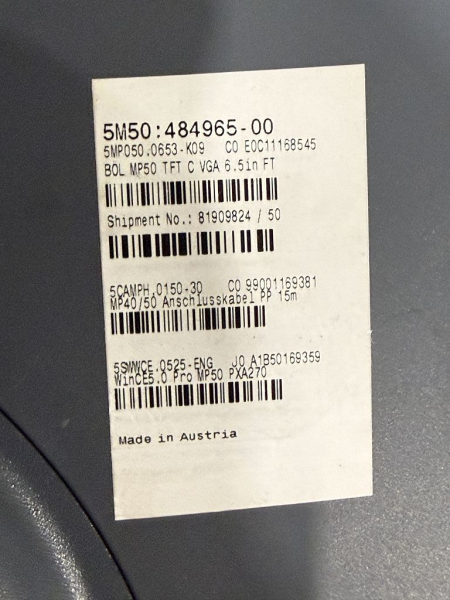 5M50:484965-00
5MP050.0653-K09 C0 E0C11168545
BÖL MP50 TFT C VGA 6.5in FT
Shipment No.: 81909824 / 50
5CAMPH.0150-30 C0 99001169381
MP40/50 Anschlusskabel PP 15m
5SWWCE.0525-ENG J0 A1B50169359
WinCE5.0 Pro MP50 PXA270
Made in Austria